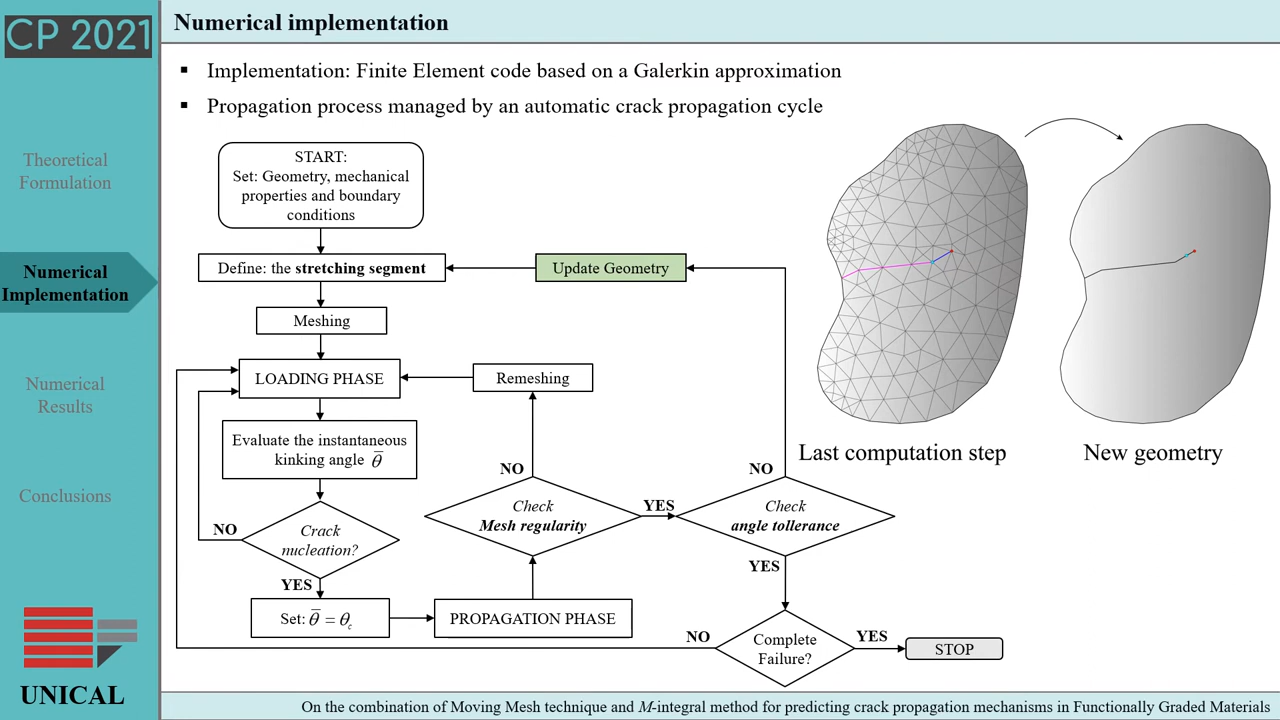 CP 2021
Numerical implementation
▪ Implementation: Finite Element code based on a Galerkin approximation
▪ Propagation process managed by an automatic crack propagation cycle
Theoretical
Formulation
Numerical
Implementation
Numerical
Results
Conclusions
UNICAL
START:
Set: Geometry, mechanical
properties and boundary
conditions
Define: the stretching segment
Update Geometry
Meshing
LOADING PHASE
Remeshing
Evaluate the instantaneous
kinking angle θ̅
NO
Crack
nucleation?
YES
Set: θ̅ = θc
PROPAGATION PHASE
NO
Check
Mesh regularity
YES
NO
Check
angle tollerance
YES
NO
Complete
Failure?
YES
STOP
Last computation step
New geometry
On the combination of Moving Mesh technique and M-integral method for predicting crack propagation mechanisms in Functionally Graded Materials